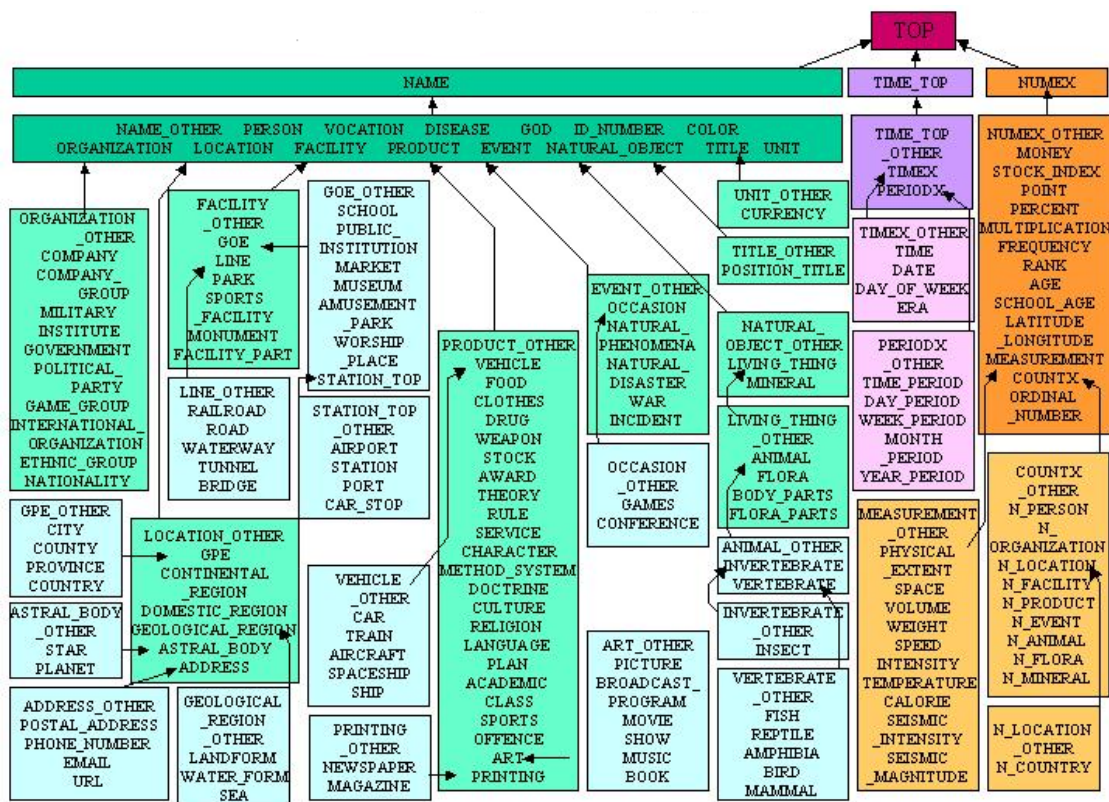 TOP
NAME
TIME_TOP
NUMEX
NAME_OTHER PERSON VOCATION DISEASE GOD ID_NUMBER COLOR
ORGANIZATION LOCATION FACILITY PRODUCT EVENT NATURAL_OBJECT TITLE UNIT
TIME_TOP
_OTHER
TIMEX
PERIODX
NUMEX_OTHER
MONEY
STOCK_INDEX
POINT
PERCENT
MULTIPLICATION
FREQUENCY
RANK
AGE
SCHOOL_AGE
LATITUDE
_LONGITUDE
MEASUREMENT
COUNTX
ORDINAL
_NUMBER
ORGANIZATION
_OTHER
COMPANY
COMPANY_
GROUP
MILITARY
INSTITUTE
GOVERNMENT
POLITICAL_
PARTY
GAME_GROUP
INTERNATIONAL_
ORGANIZATION
ETHNIC_GROUP
NATIONALITY
FACILITY
_OTHER
GOE
LINE
PARK
SPORTS
_FACILITY
MONUMENT
FACILITY_PART
GOE_OTHER
SCHOOL
PUBLIC_
INSTITUTION
MARKET
MUSEUM
AMUSEMENT
_PARK
WORSHIP
_PLACE
STATION_TOP
UNIT_OTHER
CURRENCY
TITLE_OTHER
POSITION_TITLE
TIMEX_OTHER
TIME
DATE
DAY_OF_WEEK
ERA
EVENT_OTHER
OCCASION
NATURAL_
PHENOMENA
NATURAL_
DISASTER
WAR
INCIDENT
NATURAL_
OBJECT_OTHER
LIVING_THING
MINERAL
PERIODX
_OTHER
TIME_PERIOD
DAY_PERIOD
WEEK_PERIOD
MONTH
_PERIOD
YEAR_PERIOD
PRODUCT_OTHER
VEHICLE
FOOD
CLOTHES
DRUG
WEAPON
STOCK
AWARD
THEORY
RULE
SERVICE
CHARACTER
METHOD_SYSTEM
DOCTRINE
CULTURE
RELIGION
LANGUAGE
PLAN
ACADEMIC
CLASS
SPORTS
OFFENCE
ART
PRINTING
LINE_OTHER
RAILROAD
ROAD
WATERWAY
TUNNEL
BRIDGE
STATION_TOP
_OTHER
AIRPORT
STATION
PORT
CAR_STOP
LIVING_THING
_OTHER
ANIMAL
FLORA
BODY_PARTS
FLORA_PARTS
OCCASION
_OTHER
GAMES
CONFERENCE
COUNTX
_OTHER
N_PERSON
N_
ORGANIZATION
N_LOCATION
N_FACILITY
N_PRODUCT
N_EVENT
N_ANIMAL
N_FLORA
N_MINERAL
GPE_OTHER
CITY
COUNTY
PROVINCE
COUNTRY
LOCATION_OTHER
GPE
CONTINENTAL
_REGION
DOMESTIC_REGION
GEOLOGICAL_REGION
ASTRAL_BODY
ADDRESS
MEASUREMENT
_OTHER
PHYSICAL
_EXTENT
SPACE
VOLUME
WEIGHT
SPEED
INTENSITY
TEMPERATURE
CALORIE
SEISMIC
_INTENSITY
SEISMIC
_MAGNITUDE
ANIMAL_OTHER
INVERTEBRATE
VERTEBRATE
VEHICLE
_OTHER
CAR
TRAIN
AIRCRAFT
SPACESHIP
SHIP
ASTRAL_BODY
_OTHER
STAR
PLANET
INVERTEBRATE
_OTHER
INSECT
ART_OTHER
PICTURE
BROADCAST_
PROGRAM
MOVIE
SHOW
MUSIC
BOOK
VERTEBRATE
_OTHER
FISH
REPTILE
AMPHIBIA
BIRD
MAMMAL
ADDRESS_OTHER
POSTAL_ADDRESS
PHONE_NUMBER
EMAIL
URL
GEOLOGICAL
_REGION
_OTHER
LANDFORM
WATER_FORM
SEA
PRINTING
_OTHER
NEWSPAPER
MAGAZINE
N_LOCATION
_OTHER
N_COUNTRY